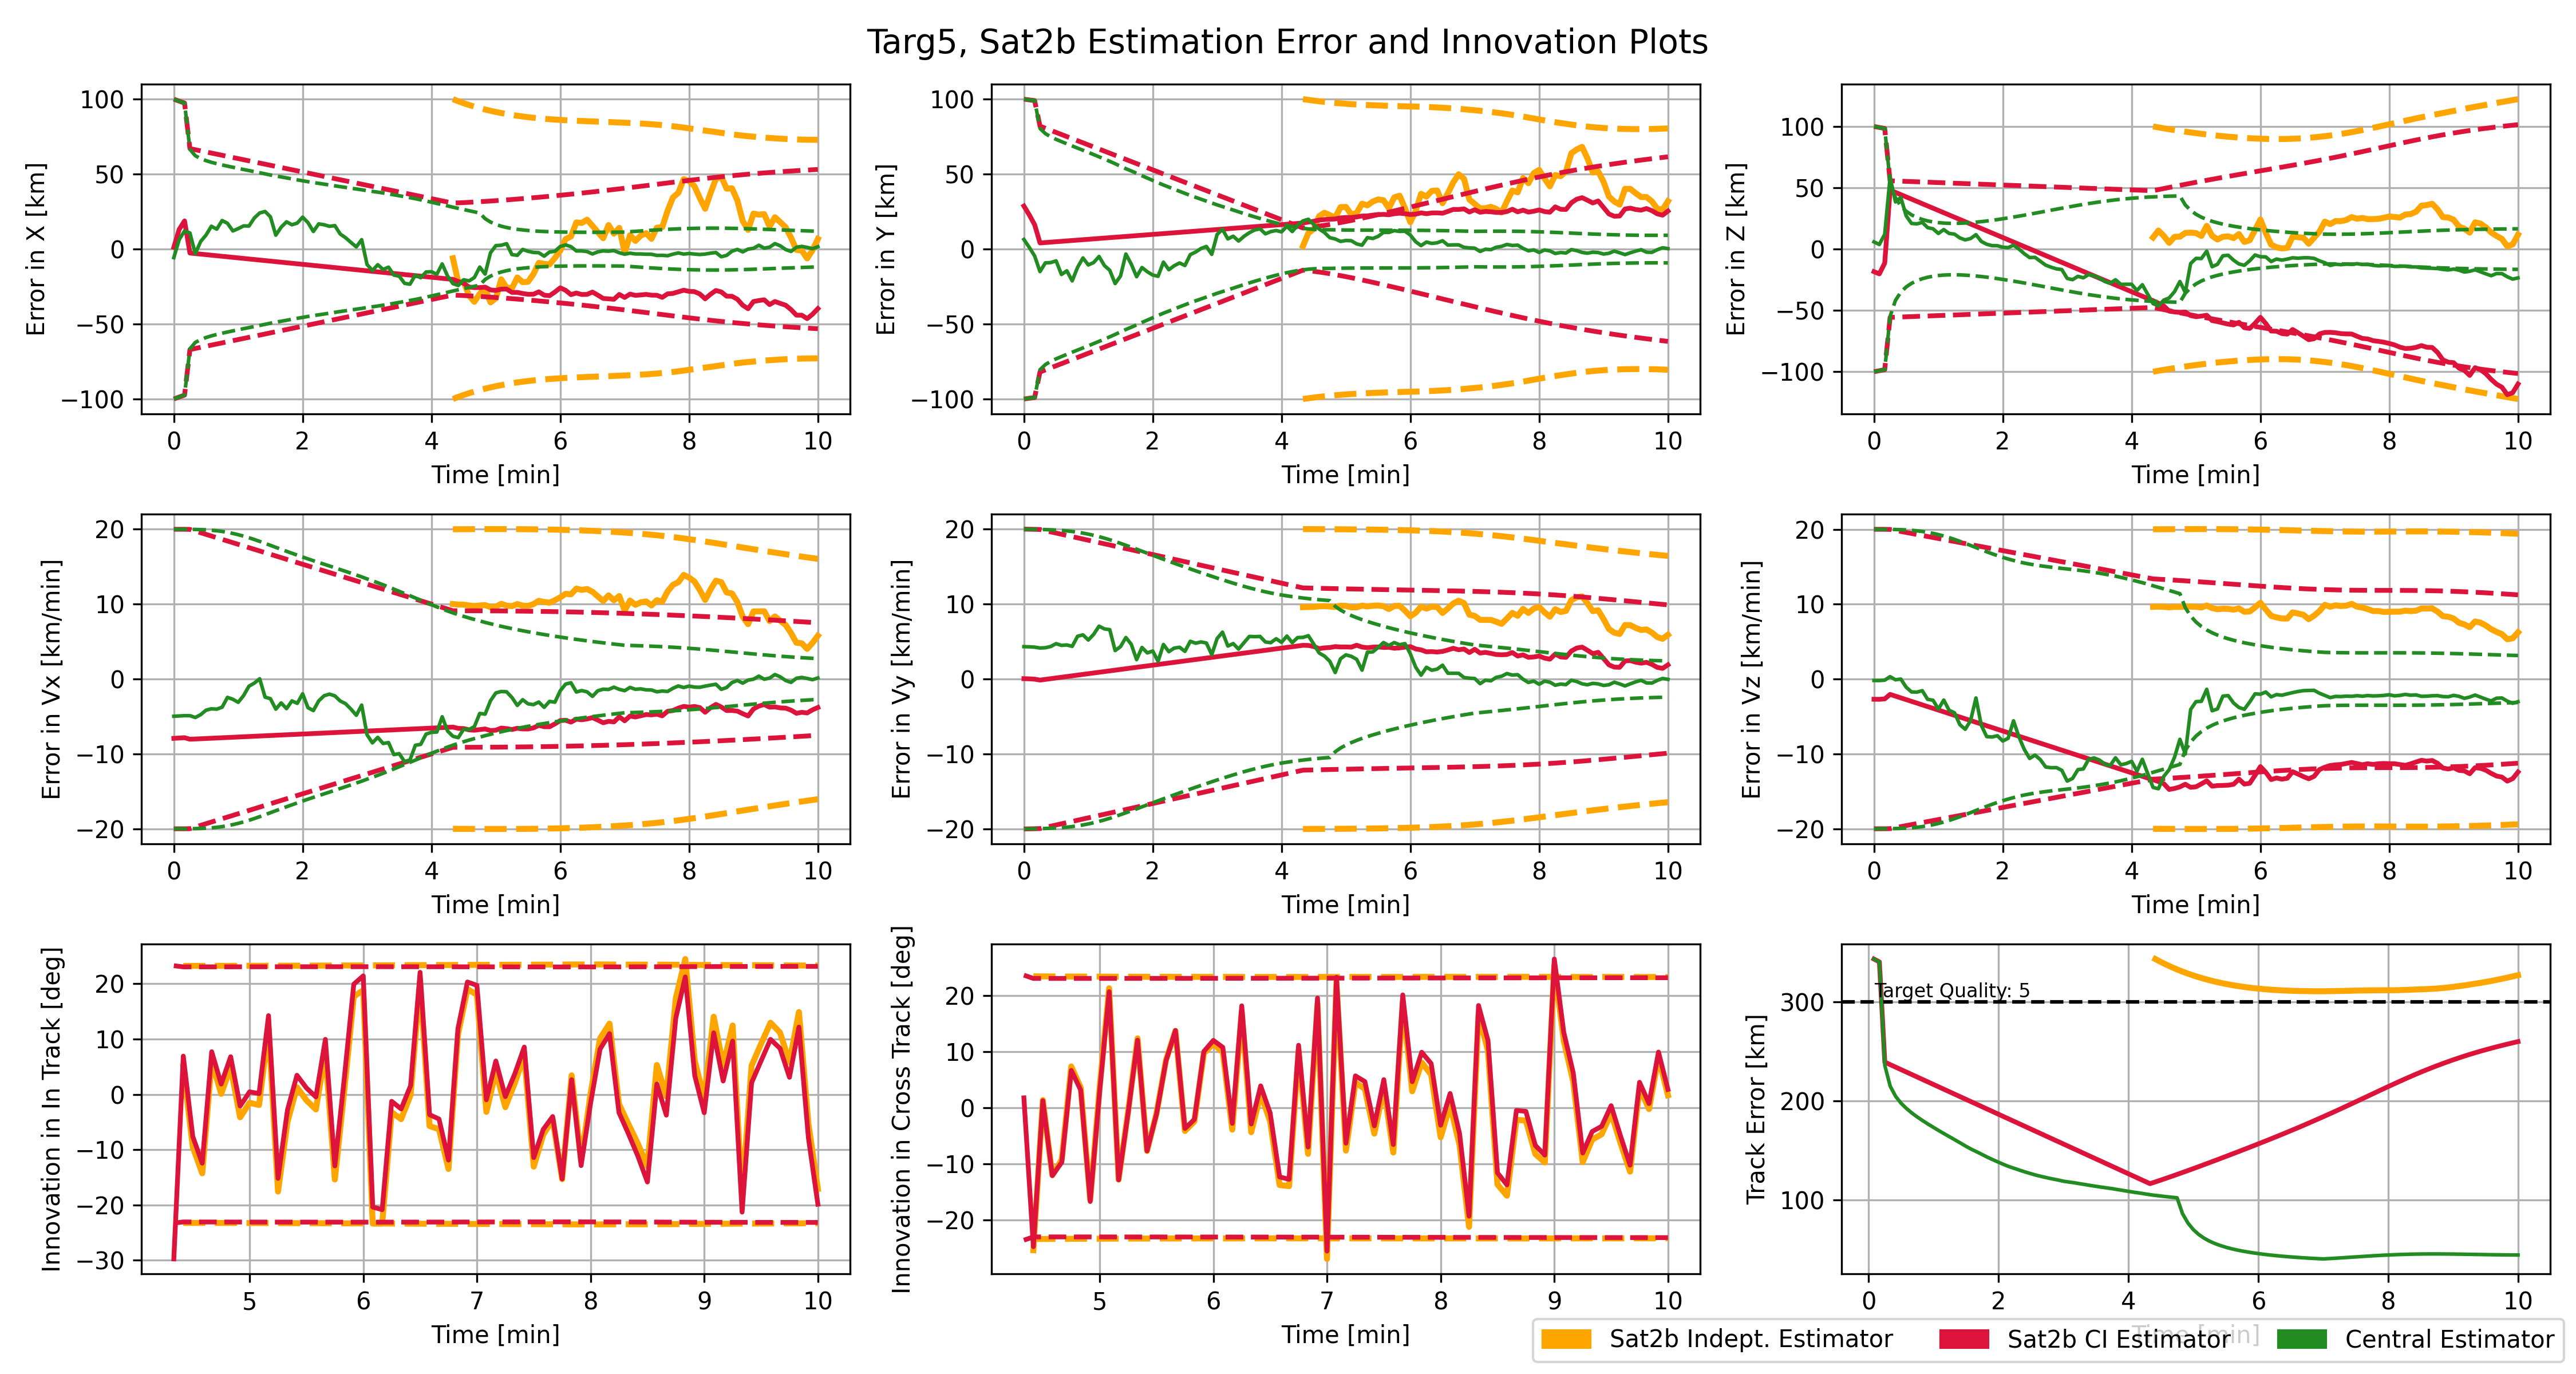 Targ5, Sat2b Estimation Error and Innovation Plots
Error in X [km]
100
50
0
−50
−100
0 2 4 6 8 10
Time [min]
Error in Y [km]
100
50
0
−50
−100
0 2 4 6 8 10
Time [min]
Error in Z [km]
100
50
0
−50
−100
0 2 4 6 8 10
Time [min]
Error in Vx [km/min]
20
10
0
−10
−20
0 2 4 6 8 10
Time [min]
Error in Vy [km/min]
20
10
0
−10
−20
0 2 4 6 8 10
Time [min]
Error in Vz [km/min]
20
10
0
−10
−20
0 2 4 6 8 10
Time [min]
Innovation in In Track [deg]
20
10
0
−10
−20
−30
5 6 7 8 9 10
Time [min]
Innovation in Cross Track [deg]
20
10
0
−10
−20
5 6 7 8 9 10
Time [min]
Track Error [km]
300
200
100
Target Quality: 5
0 2 4 6 8 10
Time [min]
Sat2b Indept. Estimator
Sat2b CI Estimator
Central Estimator